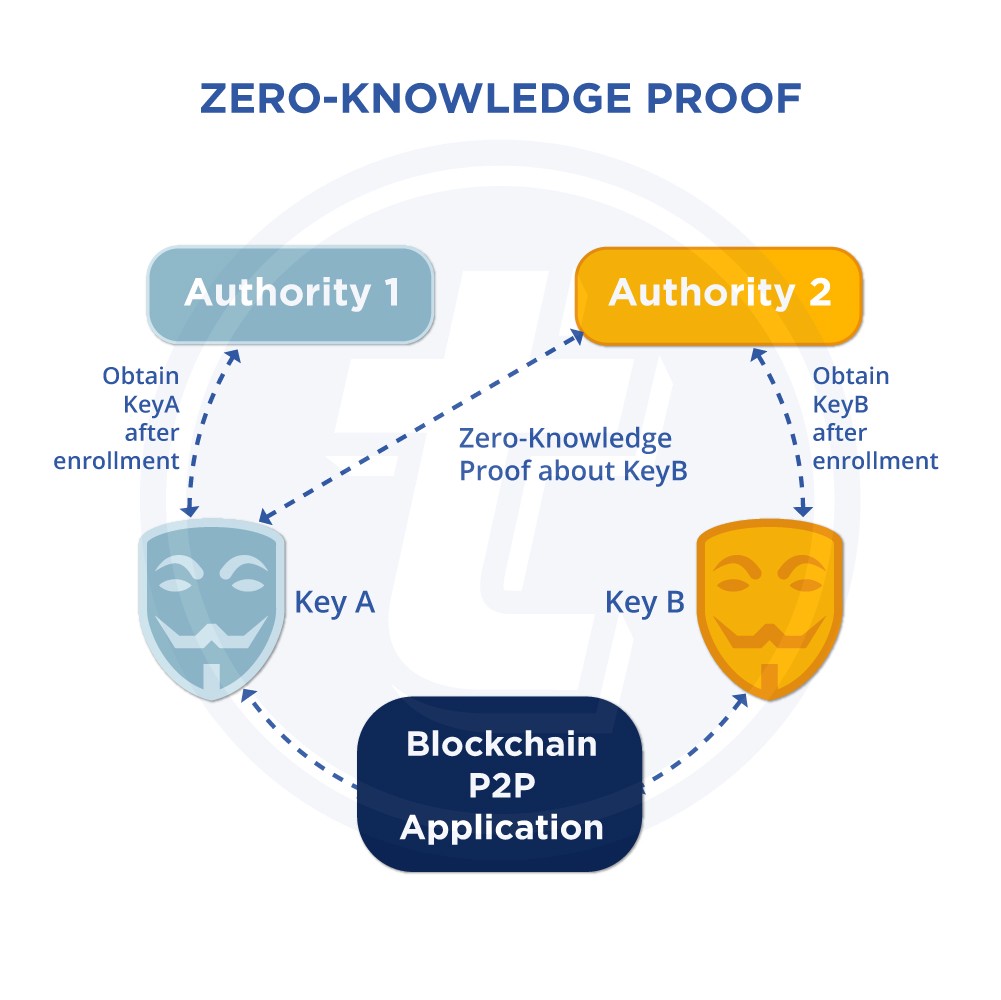 ZERO-KNOWLEDGE PROOF
Authority 1
Authority 2
Obtain
KeyA
after
enrollment
Obtain
KeyB
after
enrollment
Zero-Knowledge
Proof about KeyB
Key A
Key B
Blockchain
P2P
Application